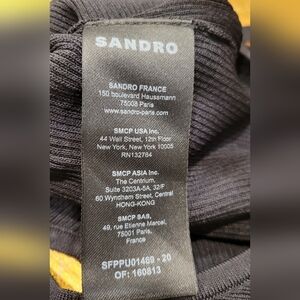 SANDRO
SANDRO FRANCE
150 boulevard Haussmann
75008 Paris
www.sandro-paris.com
SMCP USA Inc.
44 Wall Street, 12th Floor
New York, New York 10005
RN132764
SMCP ASIA Inc.
The Centrium,
Suite 3203A-5A, 32/F
60 Wyndham Street, Central
HONG-KONG
SMCP SAS,
49, rue Etienne Marcel,
75001 Paris,
France
SFPPU01489 - 20
OF: 160813